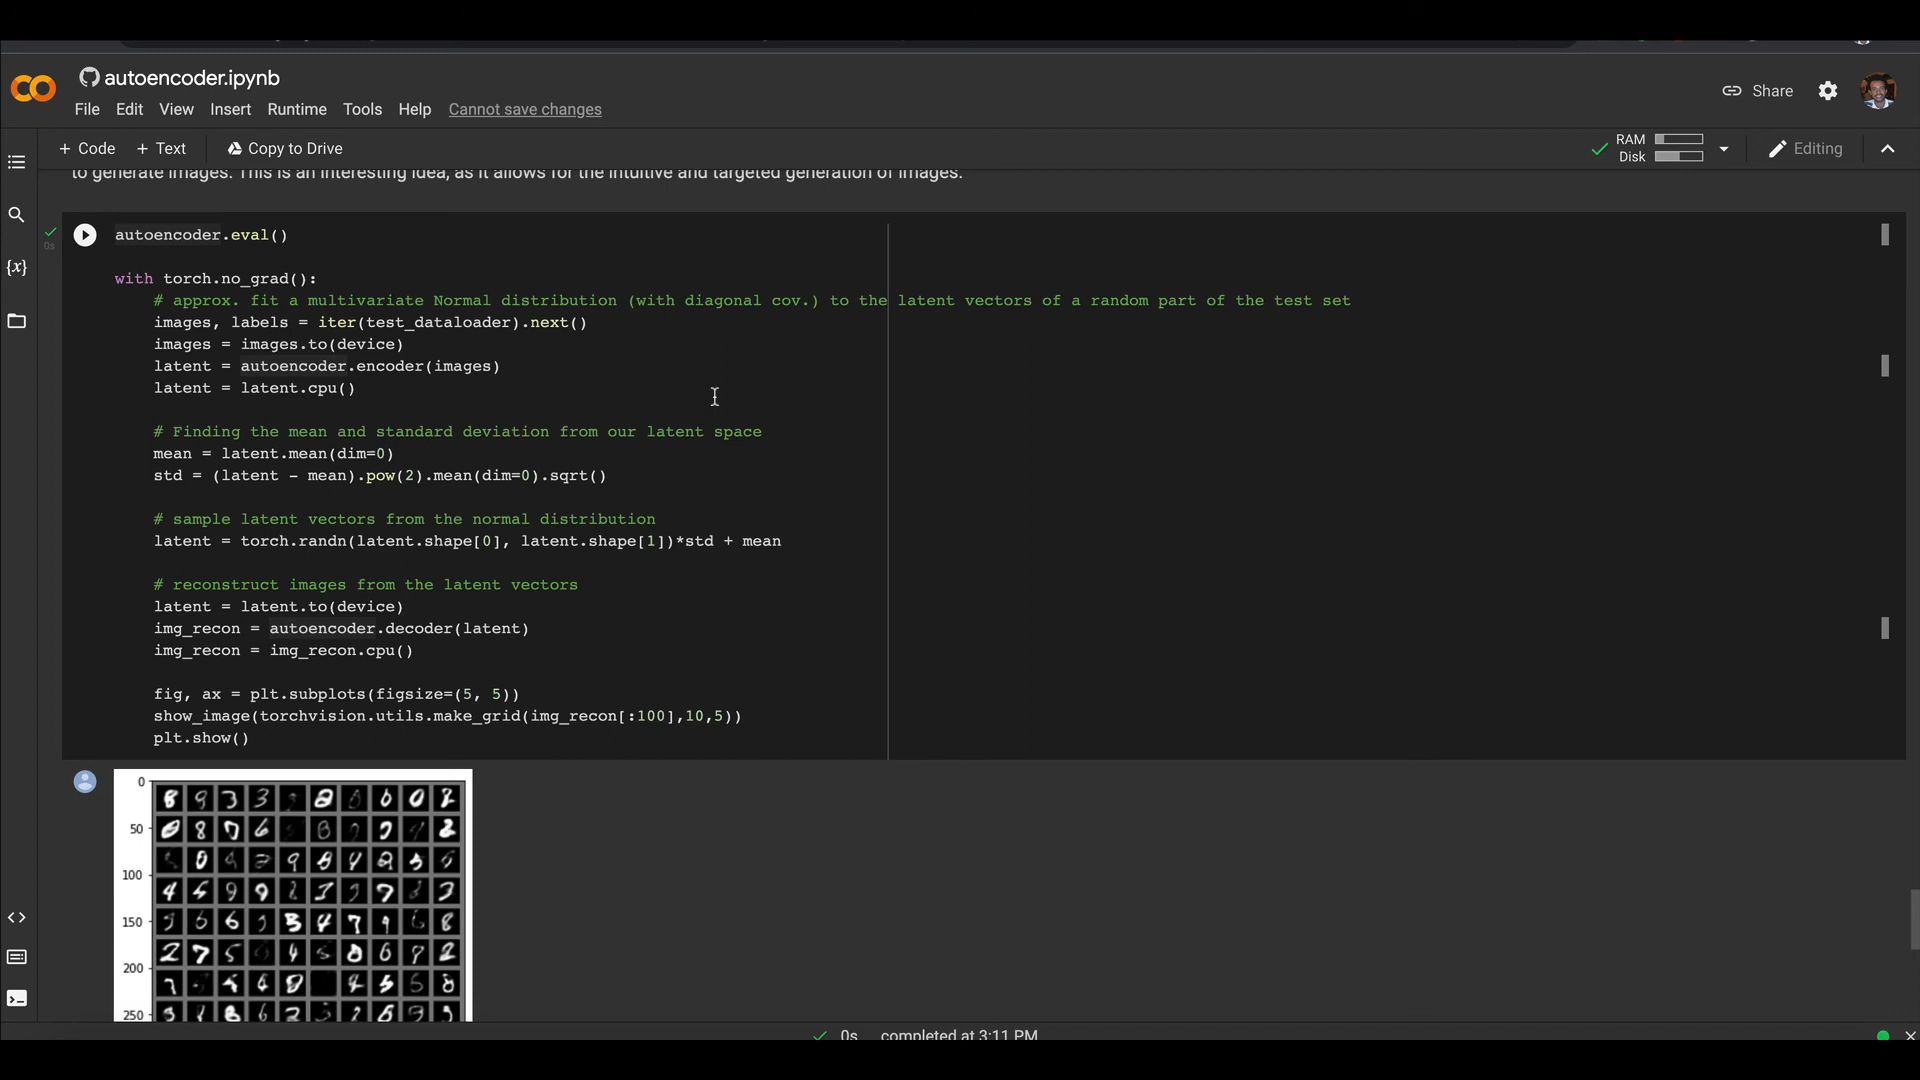 autoencoder.ipynb
File Edit View Insert Runtime Tools Help Cannot save changes
Share
+ Code + Text Copy to Drive
RAM
Disk
Editing
to generate images. This is an interesting idea, as it allows for the intuitive and targeted generation of images.
0s
autoencoder.eval()
with torch.no_grad():
# approx. fit a multivariate Normal distribution (with diagonal cov.) to the latent vectors of a random part of the test set
images, labels = iter(test_dataloader).next()
images = images.to(device)
latent = autoencoder.encoder(images)
latent = latent.cpu()
# Finding the mean and standard deviation from our latent space
mean = latent.mean(dim=0)
std = (latent - mean).pow(2).mean(dim=0).sqrt()
# sample latent vectors from the normal distribution
latent = torch.randn(latent.shape[0], latent.shape[1])*std + mean
# reconstruct images from the latent vectors
latent = latent.to(device)
img_recon = autoencoder.decoder(latent)
img_recon = img_recon.cpu()
fig, ax = plt.subplots(figsize=(5, 5))
show_image(torchvision.utils.make_grid(img_recon[:100],10,5))
plt.show()
0
50
100
150
200
250
0s completed at 3:11 PM